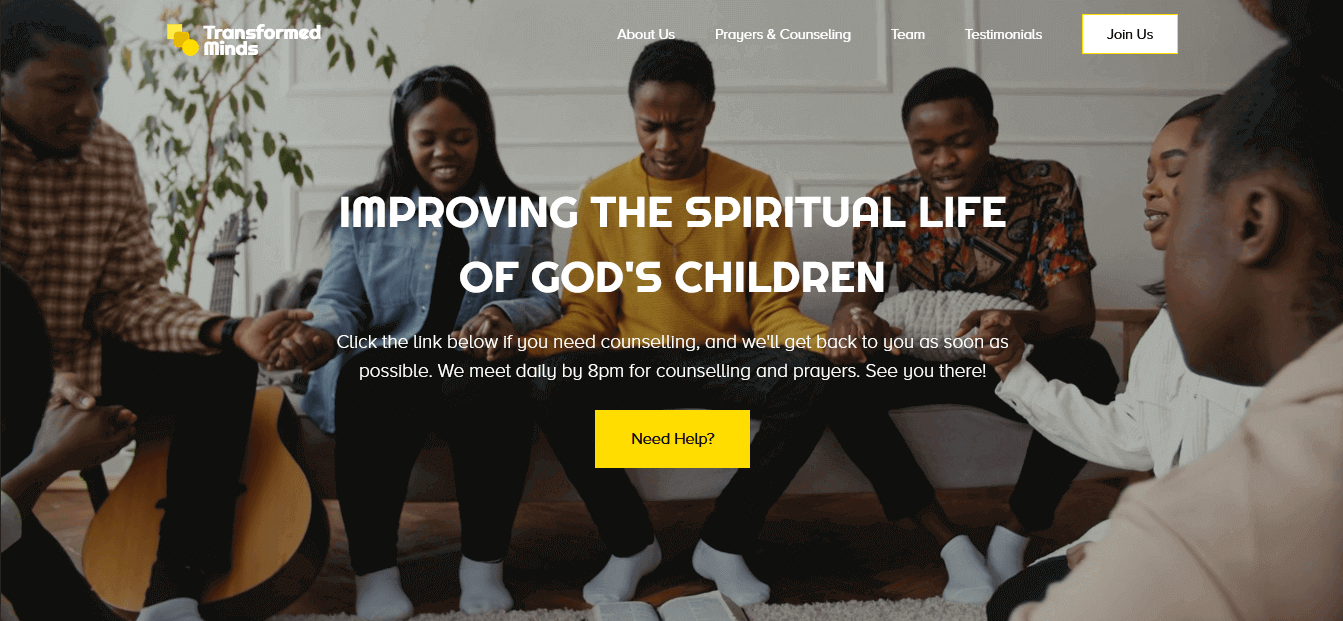 Transformed
Minds
About Us
Prayers & Counseling
Team
Testimonials
Join Us
IMPROVING THE SPIRITUAL LIFE
OF GOD'S CHILDREN
Click the link below if you need counselling, and we'll get back to you as soon as
possible. We meet daily by 8pm for counselling and prayers. See you there!
Need Help?